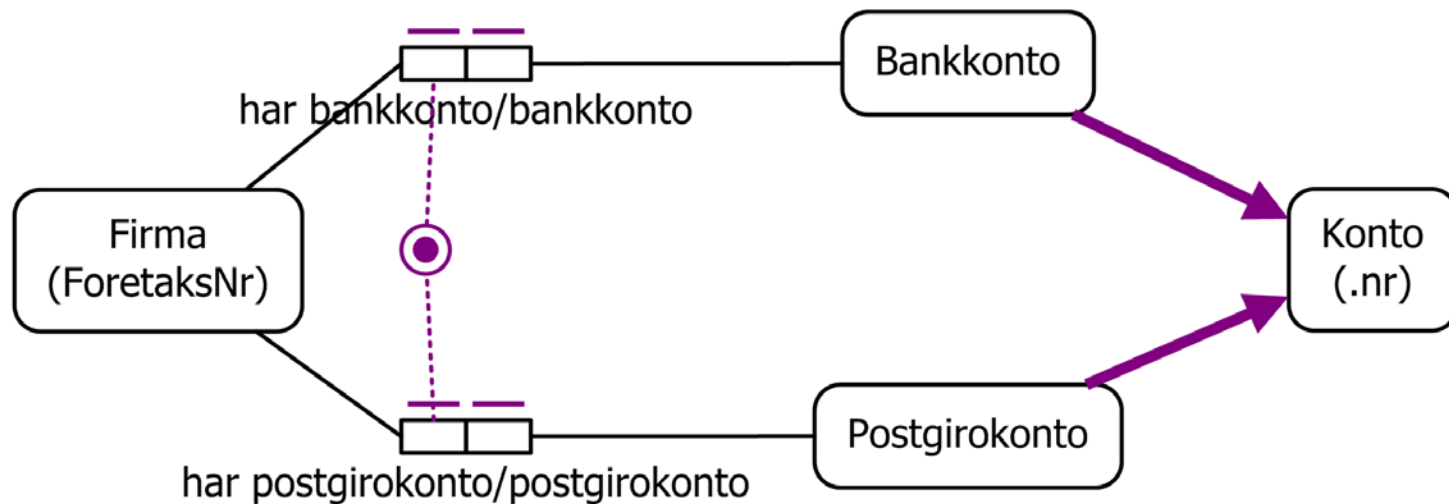 Bankkonto
har bankkonto/bankkonto
Firma
(ForetaksNr)
Konto
(.nr)
Postgirokonto
har postgirokonto/postgirokonto